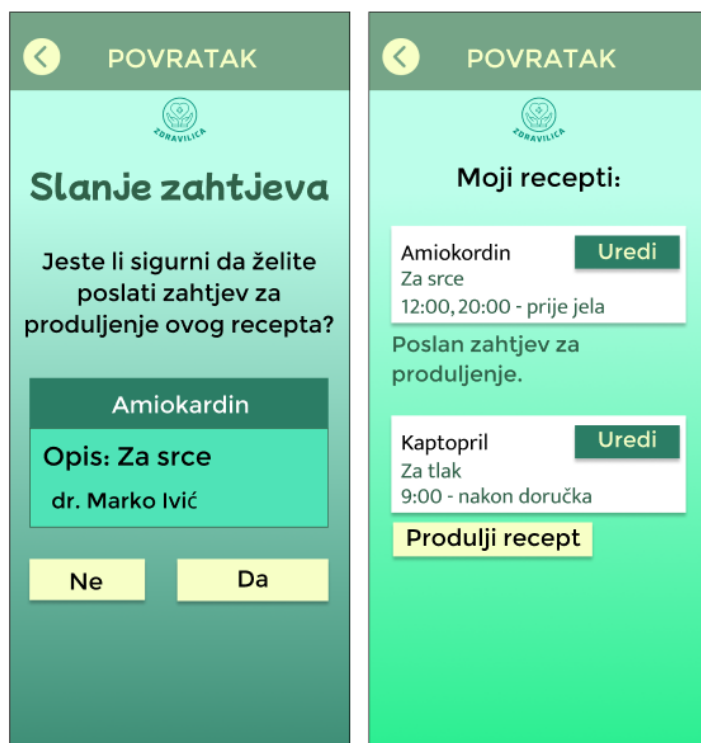 POVRATAK
ZDRAVILICA
Slanje zahtjeva
Jeste li sigurni da želite
poslati zahtjev za
produljenje ovog recepta?
Amiokardin
Opis: Za srce
dr. Marko Ivić
Ne
Da
POVRATAK
ZDRAVILICA
Moji recepti:
Amiokordin
Uredi
Za srce
12:00, 20:00 - prije jela
Poslan zahtjev za
produljenje.
Kaptopril
Uredi
Za tlak
9:00 - nakon doručka
Produlji recept